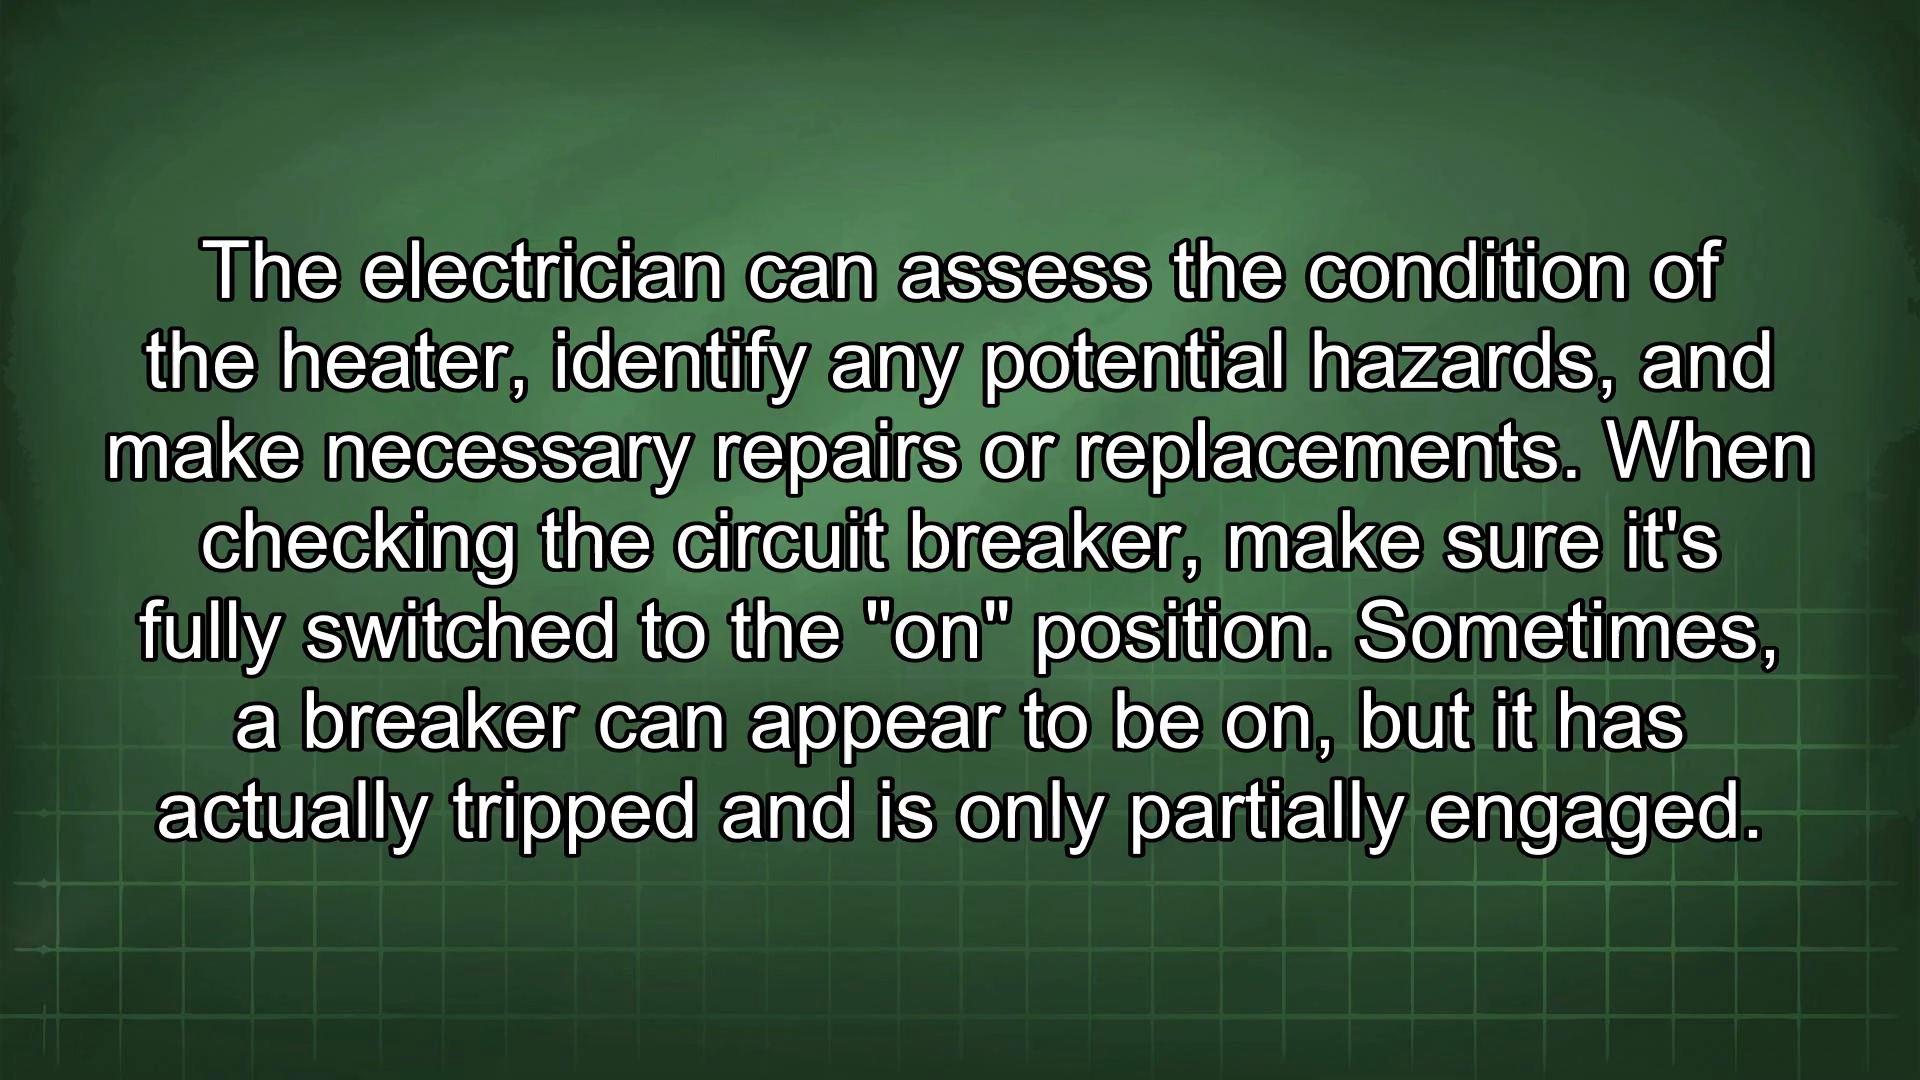 The electrician can assess the condition of
the heater, identify any potential hazards, and
make necessary repairs or replacements. When
checking the circuit breaker, make sure it's
fully switched to the "on" position. Sometimes,
a breaker can appear to be on, but it has
actually tripped and is only partially engaged.